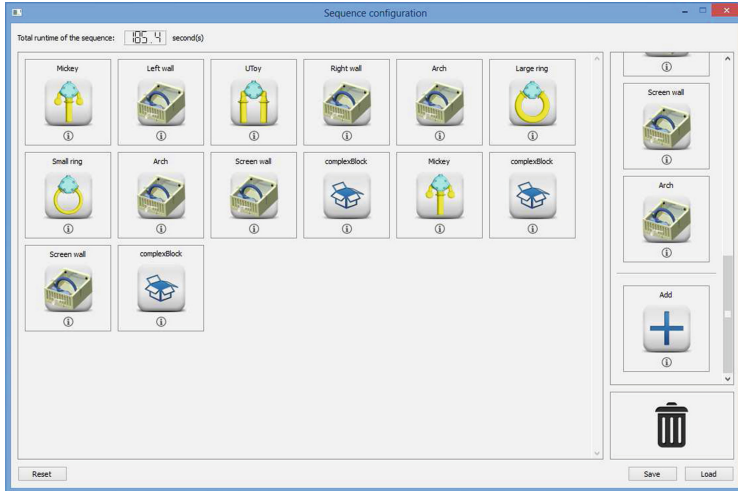 Sequence configuration
Total runtime of the sequence: 185.4 second(s)
Mickey Left wall UToy Right wall Arch Large ring
Screen wall
Small ring Arch Screen wall complexBlock Mickey complexBlock
Arch
Screen wall complexBlock
Add
Reset Save Load